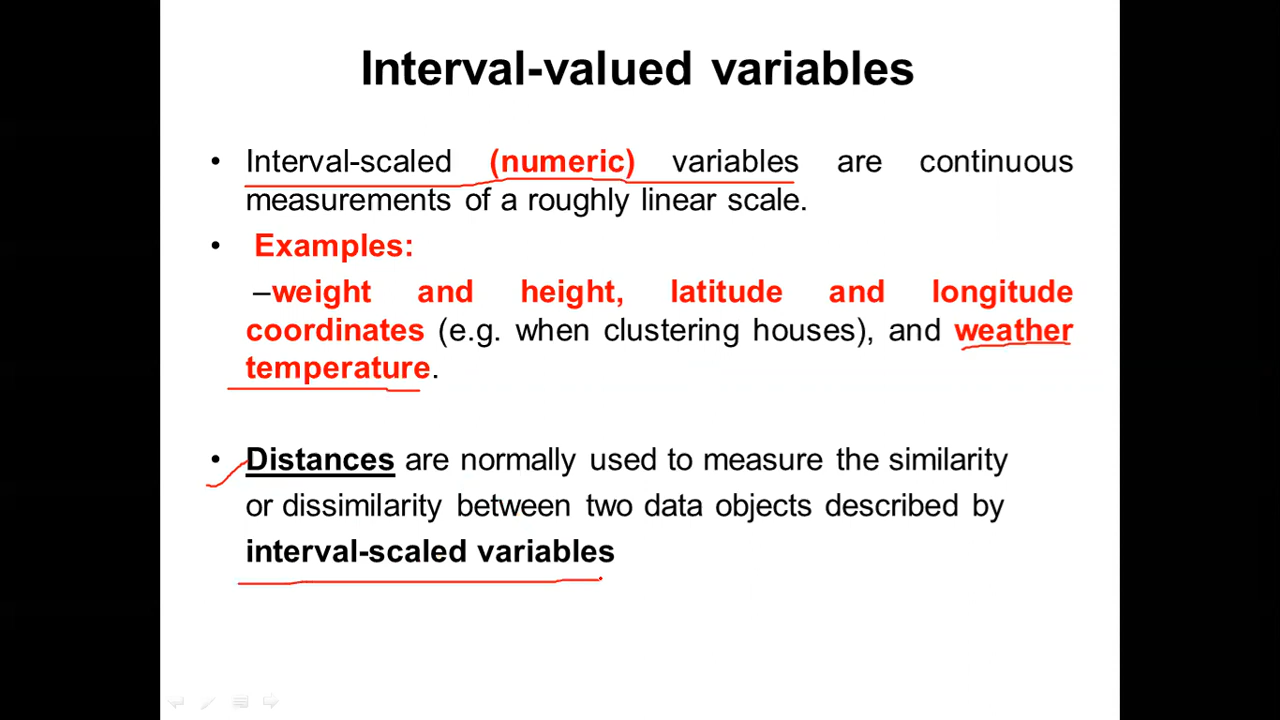 Interval-valued variables
• Interval-scaled (numeric) variables are continuous
measurements of a roughly linear scale.
• Examples:
–weight and height, latitude and longitude
coordinates (e.g. when clustering houses), and weather
temperature.
• Distances are normally used to measure the similarity
or dissimilarity between two data objects described by
interval-scaled variables